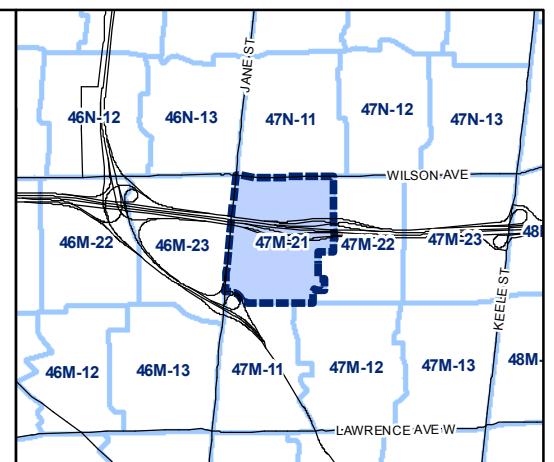 JANE ST
46N-12
46N-13
47N-11
47N-12
47N-13
WILSON AVE
46M-22
46M-23
47M-21
47M-22
47M-23
KEELE ST
46M-12
46M-13
47M-11
47M-12
47M-13
48M-
LAWRENCE AVE W